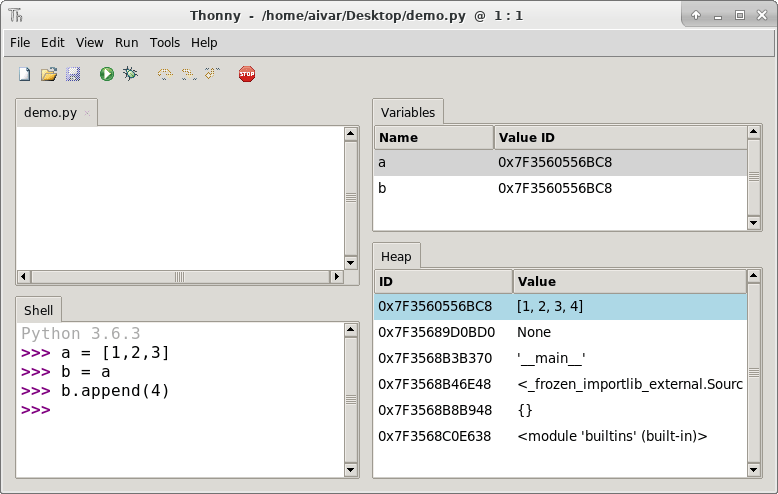 Thonny - /home/aivar/Desktop/demo.py @ 1 : 1
File Edit View Run Tools Help
STOP
demo.py ×
Shell
Python 3.6.3
>>> a = [1,2,3]
>>> b = a
>>> b.append(4)
>>>
Variables
Name Value ID
a 0x7F3560556BC8
b 0x7F3560556BC8
Heap
ID Value
0x7F3560556BC8 [1, 2, 3, 4]
0x7F35689D0BD0 None
0x7F3568B3B370 '__main__'
0x7F3568B46E48 <_frozen_importlib_external.Sourc
0x7F3568B8B948 {}
0x7F3568C0E638 <module 'builtins' (built-in)>